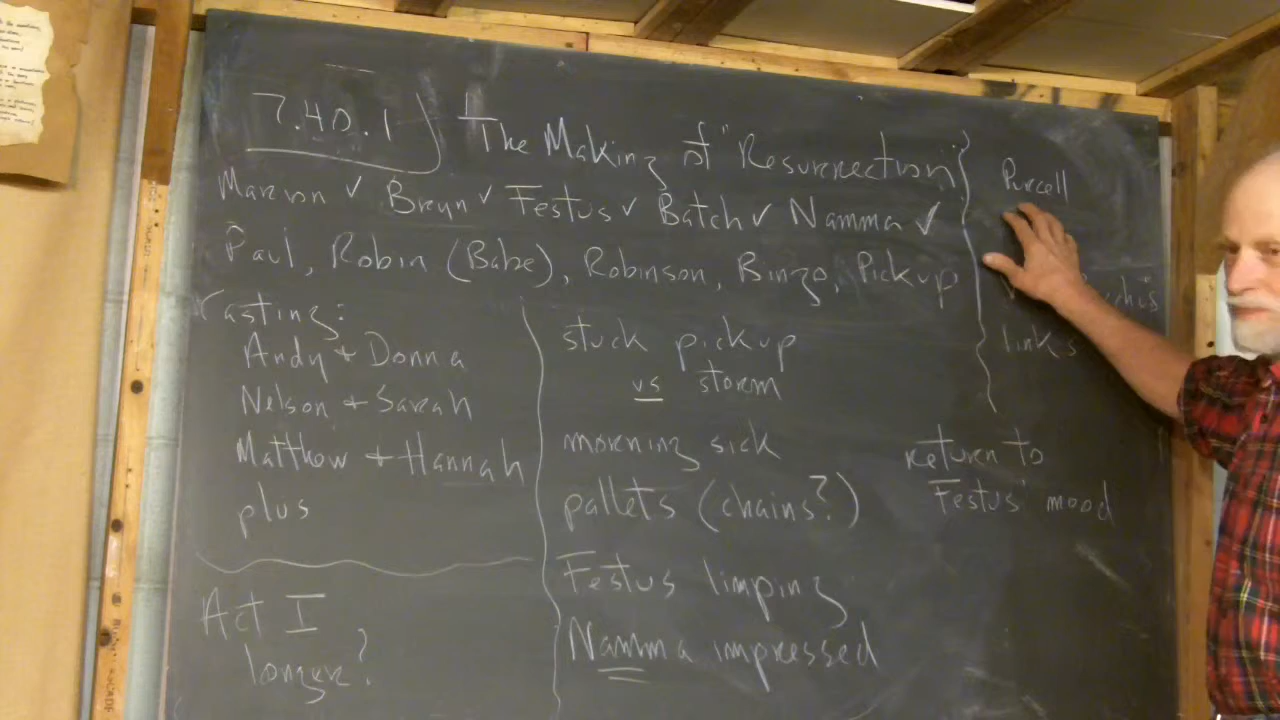 7.40.1) The Making of "Resurrection"
Marvon ✓ Breyn ✓ Festus ✓ Batch ✓ Namma ✓
Paul, Robin (Babe), Robinson, Binzo, Pickup
Casting:
Andy + Donna
Nelson + Sarah
Matthew + Hannah
plus
Act I
longer?
stuck pickup
vs storm
morning sick
pallets (chains?)
Festus limping
Namma impressed
Purcell
links
return to
Festus' mood